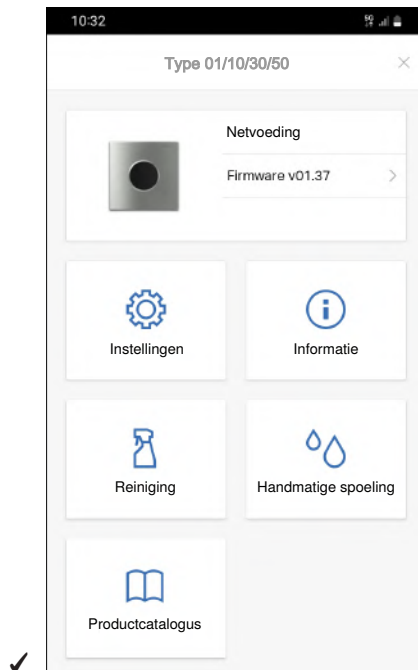 10:32
Type 01/10/30/50
Netvoeding
Firmware v01.37
Instellingen
Informatie
Reiniging
Handmatige spoeling
Productcatalogus